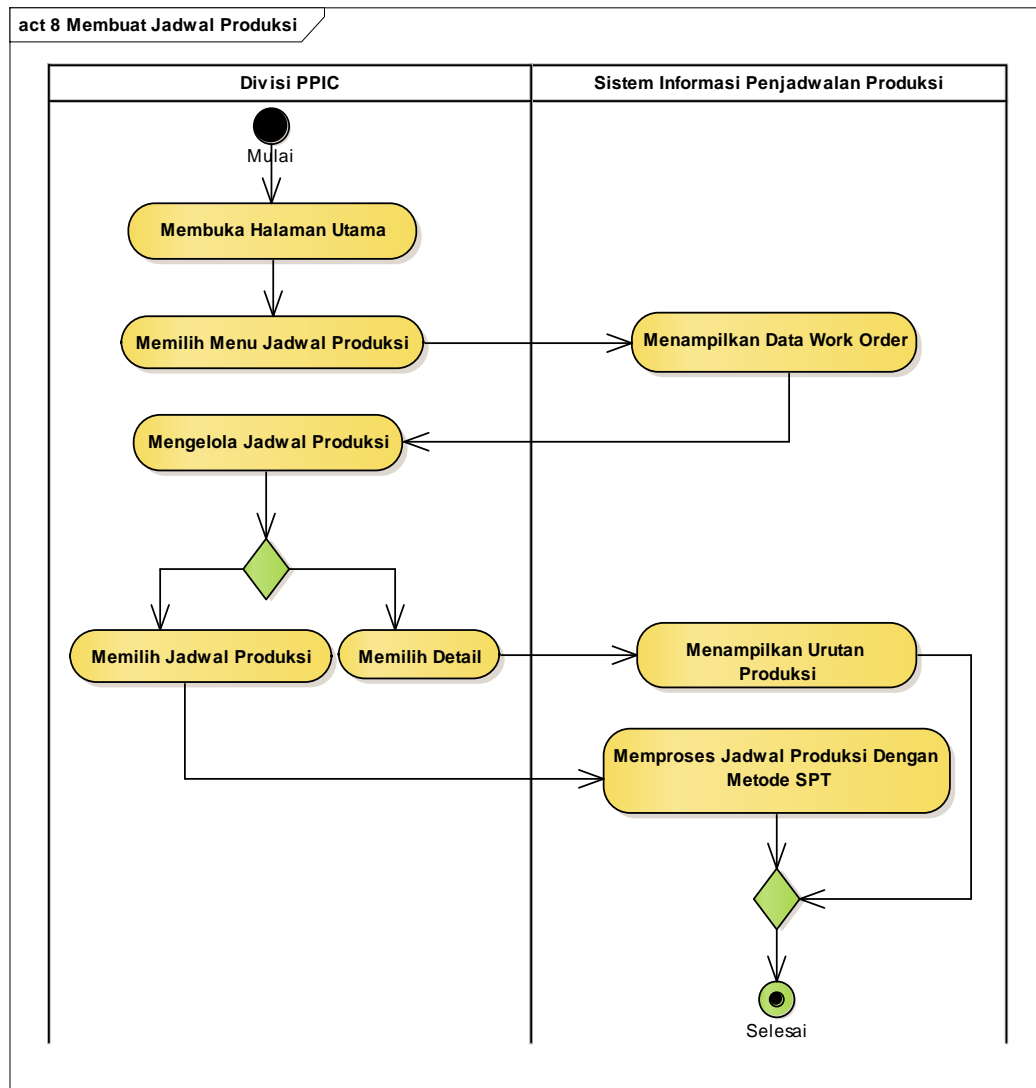 act 8 Membuat Jadwal Produksi
Divisi PPIC
Sistem Informasi Penjadwalan Produksi
Mulai
Membuka Halaman Utama
Memilih Menu Jadwal Produksi
Menampilkan Data Work Order
Mengelola Jadwal Produksi
Memilih Jadwal Produksi
Memilih Detail
Menampilkan Urutan
Produksi
Memproses Jadwal Produksi Dengan
Metode SPT
Selesai